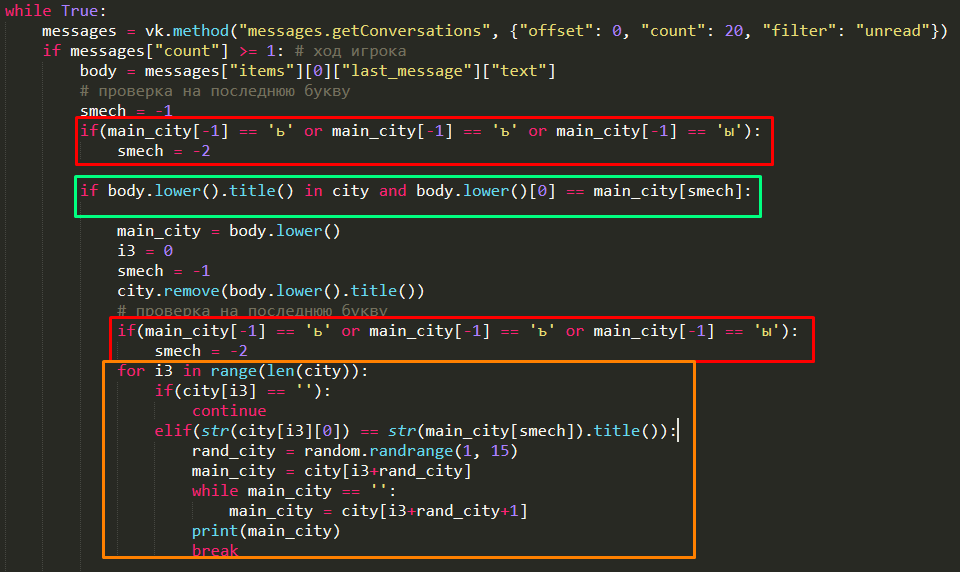 while True:
messages = vk.method("messages.getConversations", {"offset": 0, "count": 20, "filter": "unread"})
if messages["count"] >= 1: # ход игрока
body = messages["items"][0]["last_message"]["text"]
# проверка на последнюю букву
smech = -1
if(main_city[-1] == 'ь' or main_city[-1] == 'ъ' or main_city[-1] == 'ы'):
smech = -2
if body.lower().title() in city and body.lower()[0] == main_city[smech]:
main_city = body.lower()
i3 = 0
smech = -1
city.remove(body.lower().title())
# проверка на последнюю букву
if(main_city[-1] == 'ь' or main_city[-1] == 'ъ' or main_city[-1] == 'ы'):
smech = -2
for i3 in range(len(city)):
if(city[i3] == ''):
continue
elif(str(city[i3][0]) == str(main_city[smech]).title()):
rand_city = random.randrange(1, 15)
main_city = city[i3+rand_city]
while main_city == '':
main_city = city[i3+rand_city+1]
print(main_city)
break